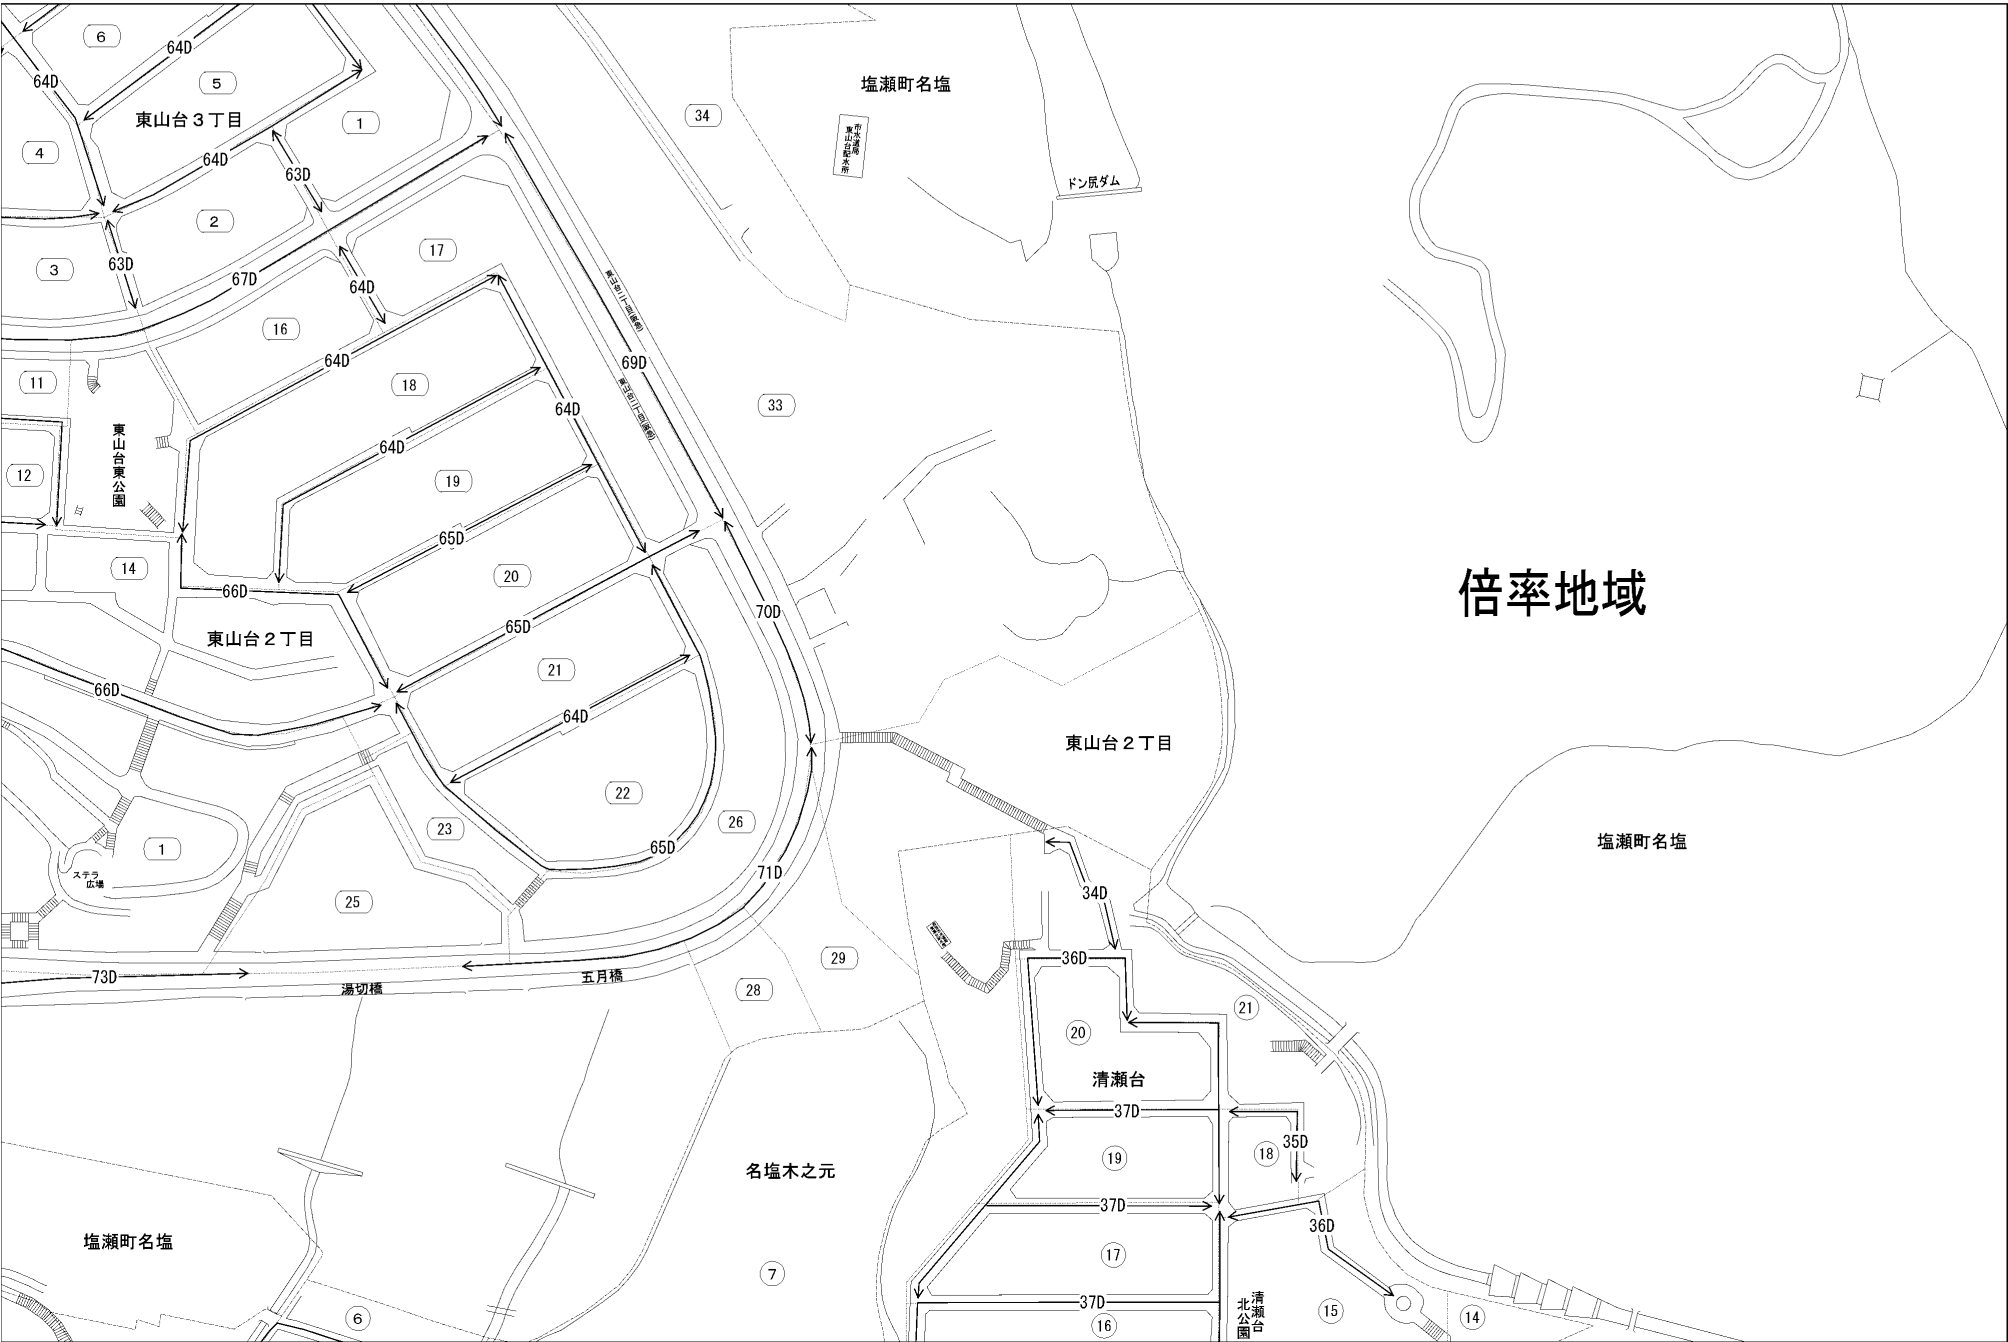 6
64D
64D
5
東山台３丁目
1
34
塩瀬町名塩
市水道局
東山台配水所
ドン尻ダム
4
64D
63D
2
17
3
63D
67D
64D
16
64D
69D
11
18
64D
33
64D
東山台東公園
12
19
65D
14
20
66D
倍率地域
70D
65D
東山台２丁目
21
66D
64D
東山台２丁目
22
26
23
65D
1
ステラ
広場
塩瀬町名塩
71D
34D
25
29
36D
73D
五月橋
湯切橋
28
21
20
清瀬台
37D
35D
18
19
名塩木之元
37D
36D
塩瀬町名塩
17
7
37D
清瀬台
北公園
15
14
6
16